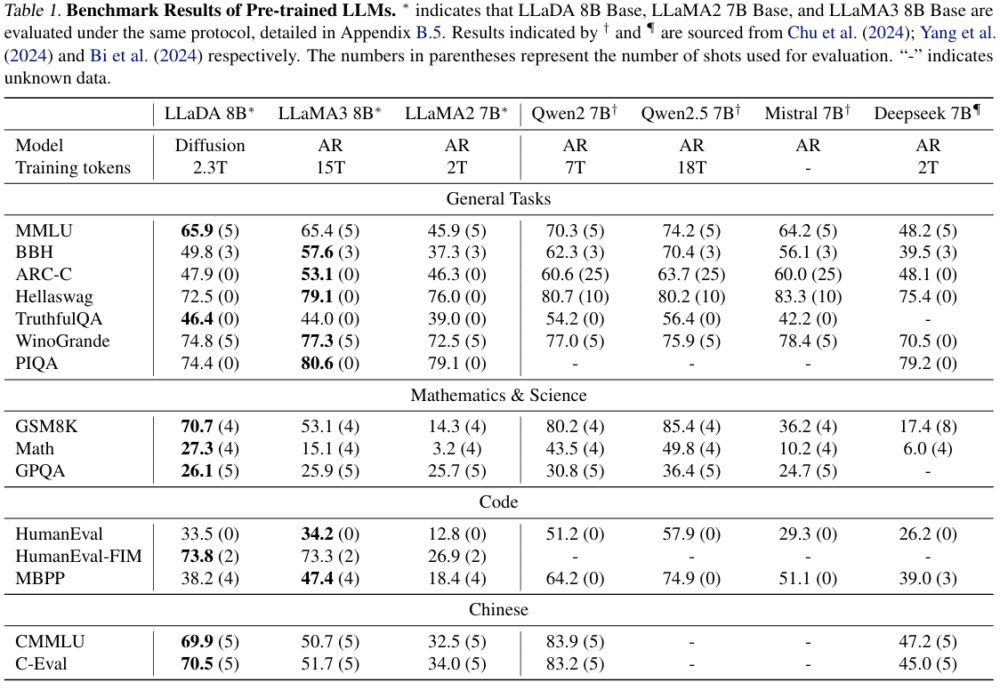 Table 1. Benchmark Results of Pre-trained LLMs. * indicates that LLaDA 8B Base, LLaMA2 7B Base, and LLaMA3 8B Base are
evaluated under the same protocol, detailed in Appendix B.5. Results indicated by † and ¶ are sourced from Chu et al. (2024); Yang et al.
(2024) and Bi et al. (2024) respectively. The numbers in parentheses represent the number of shots used for evaluation. “-” indicates
unknown data.
LLaDA 8B* LLaMA3 8B* LLaMA2 7B* Qwen2 7B† Qwen2.5 7B† Mistral 7B† Deepseek 7B¶
Model Diffusion AR AR AR AR AR AR
Training tokens 2.3T 15T 2T 7T 18T - 2T
General Tasks
MMLU 65.9 (5) 65.4 (5) 45.9 (5) 70.3 (5) 74.2 (5) 64.2 (5) 48.2 (5)
BBH 49.8 (3) 57.6 (3) 37.3 (3) 62.3 (3) 70.4 (3) 56.1 (3) 39.5 (3)
ARC-C 47.9 (0) 53.1 (0) 46.3 (0) 60.6 (25) 63.7 (25) 60.0 (25) 48.1 (0)
Hellaswag 72.5 (0) 79.1 (0) 76.0 (0) 80.7 (10) 80.2 (10) 83.3 (10) 75.4 (0)
TruthfulQA 46.4 (0) 44.0 (0) 39.0 (0) 54.2 (0) 56.4 (0) 42.2 (0) -
WinoGrande 74.8 (5) 77.3 (5) 72.5 (5) 77.0 (5) 75.9 (5) 78.4 (5) 70.5 (0)
PIQA 74.4 (0) 80.6 (0) 79.1 (0) - - - 79.2 (0)
Mathematics & Science
GSM8K 70.7 (4) 53.1 (4) 14.3 (4) 80.2 (4) 85.4 (4) 36.2 (4) 17.4 (8)
Math 27.3 (4) 15.1 (4) 3.2 (4) 43.5 (4) 49.8 (4) 10.2 (4) 6.0 (4)
GPQA 26.1 (5) 25.9 (5) 25.7 (5) 30.8 (5) 36.4 (5) 24.7 (5) -
Code
HumanEval 33.5 (0) 34.2 (0) 12.8 (0) 51.2 (0) 57.9 (0) 29.3 (0) 26.2 (0)
HumanEval-FIM 73.8 (2) 73.3 (2) 26.9 (2) - - - -
MBPP 38.2 (4) 47.4 (4) 18.4 (4) 64.2 (0) 74.9 (0) 51.1 (0) 39.0 (3)
Chinese
CMMLU 69.9 (5) 50.7 (5) 32.5 (5) 83.9 (5) - - 47.2 (5)
C-Eval 70.5 (5) 51.7 (5) 34.0 (5) 83.2 (5) - - 45.0 (5)